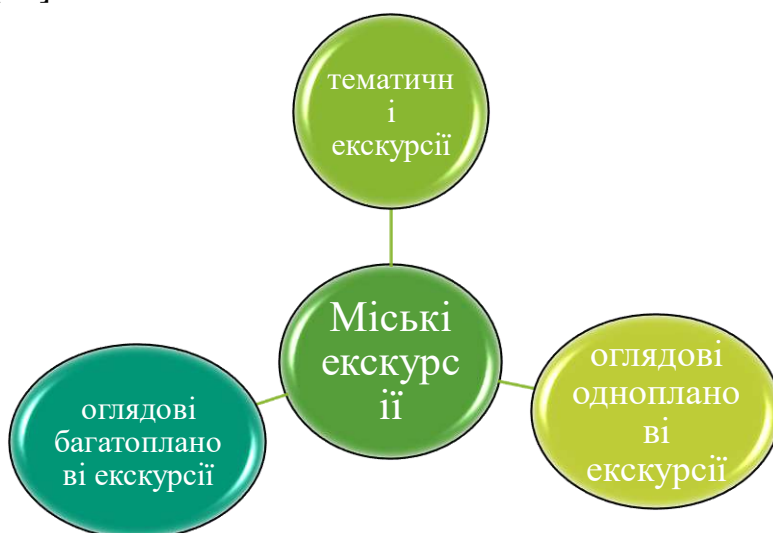 тематичн
і
екскурсії
Міські
екскурс
ії
оглядові
одноплано
ві
екскурсії
оглядові
багатоплано
ві екскурсії